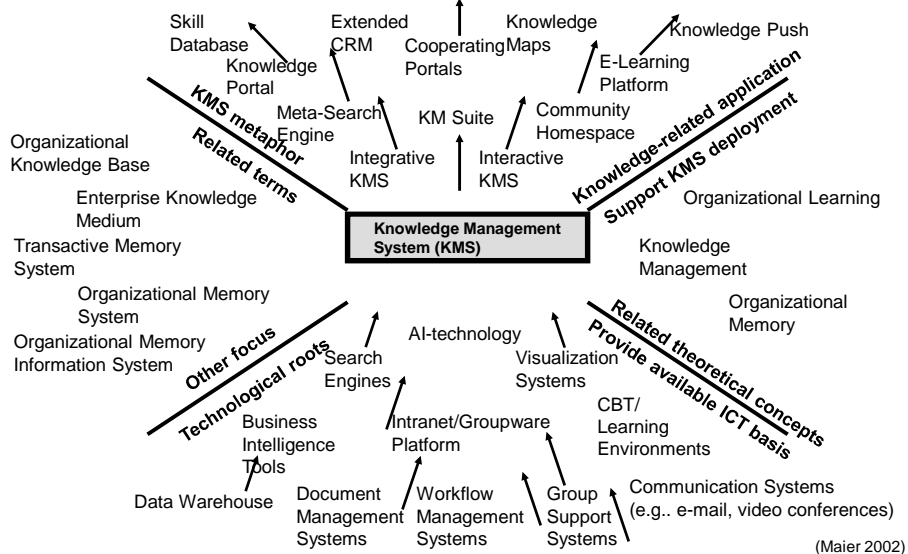 Skill
Database
Extended
CRM
Cooperating
Portals
Knowledge
Maps
Knowledge Push
Knowledge
Portal
E-Learning
Platform
Meta-Search
Engine
KM Suite
Community
Homespace
Integrative
KMS
Interactive
KMS
KMS metaphor
Related terms
Knowledge-related application
Support KMS deployment
Organizational
Knowledge Base
Enterprise Knowledge
Medium
Transactive Memory
System
Organizational Memory
System
Organizational Memory
Information System
Knowledge Management
System (KMS)
Organizational Learning
Knowledge
Management
Organizational
Memory
Other focus
Technological roots
Related theoretical concepts
Provide available ICT basis
AI-technology
Search
Engines
Visualization
Systems
Business
Intelligence
Tools
Intranet/Groupware
Platform
CBT/
Learning
Environments
Data Warehouse
Document
Management
Systems
Workflow
Management
Systems
Group
Support
Systems
Communication Systems
(e.g.. e-mail, video conferences)
(Maier 2002)